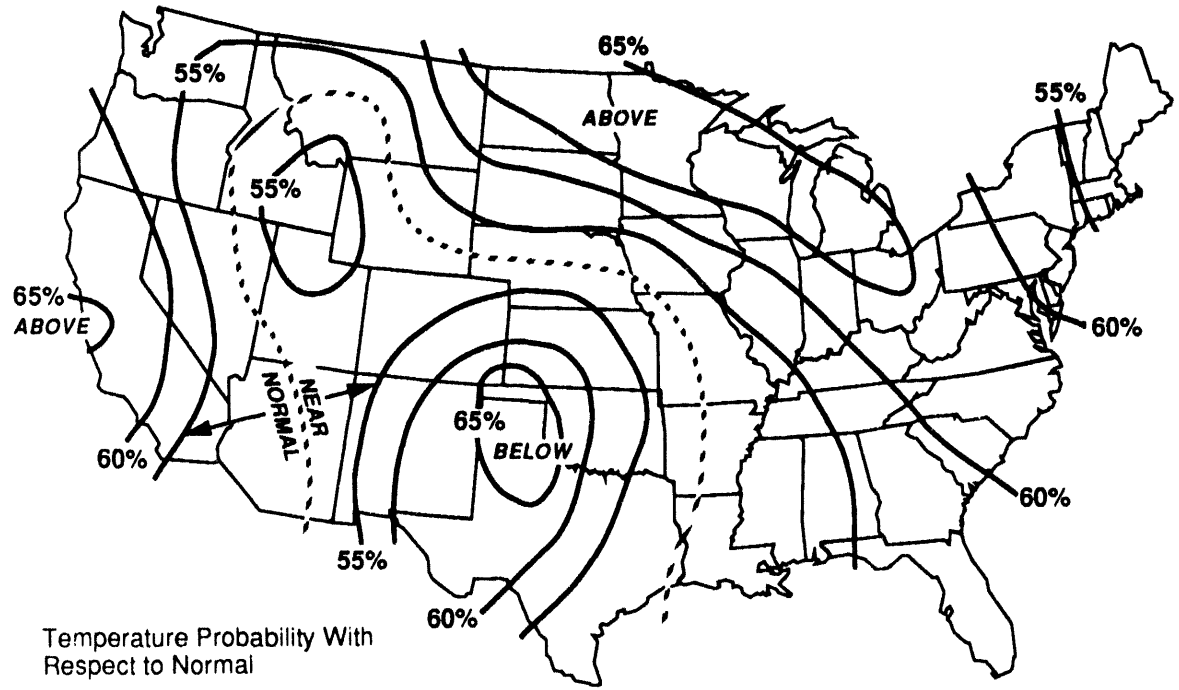 65%
55%
ABOVE
55%
55%
65%
ABOVE
60%
NEAR
NORMAL
65%
BELOW
60%
60%
55%
60%
Temperature Probability With
Respect to Normal